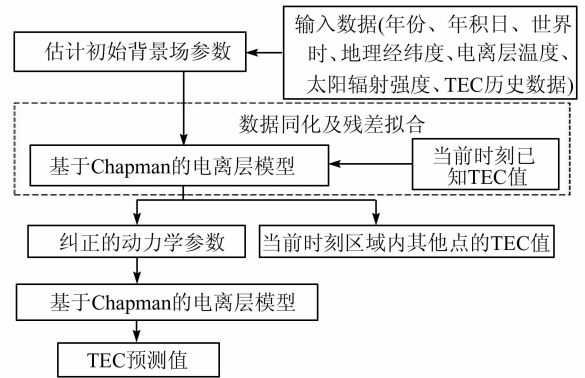 输入数据(年份、年积日、世界
时、地理经纬度、电离层温度、
太阳辐射强度、TEC历史数据)
估计初始背景场参数
数据同化及残差拟合
基于Chapman的电离层模型
当前时刻已
知TEC值
纠正的动力学参数
当前时刻区域内其他点的TEC值
基于Chapman的电离层模型
TEC预测值